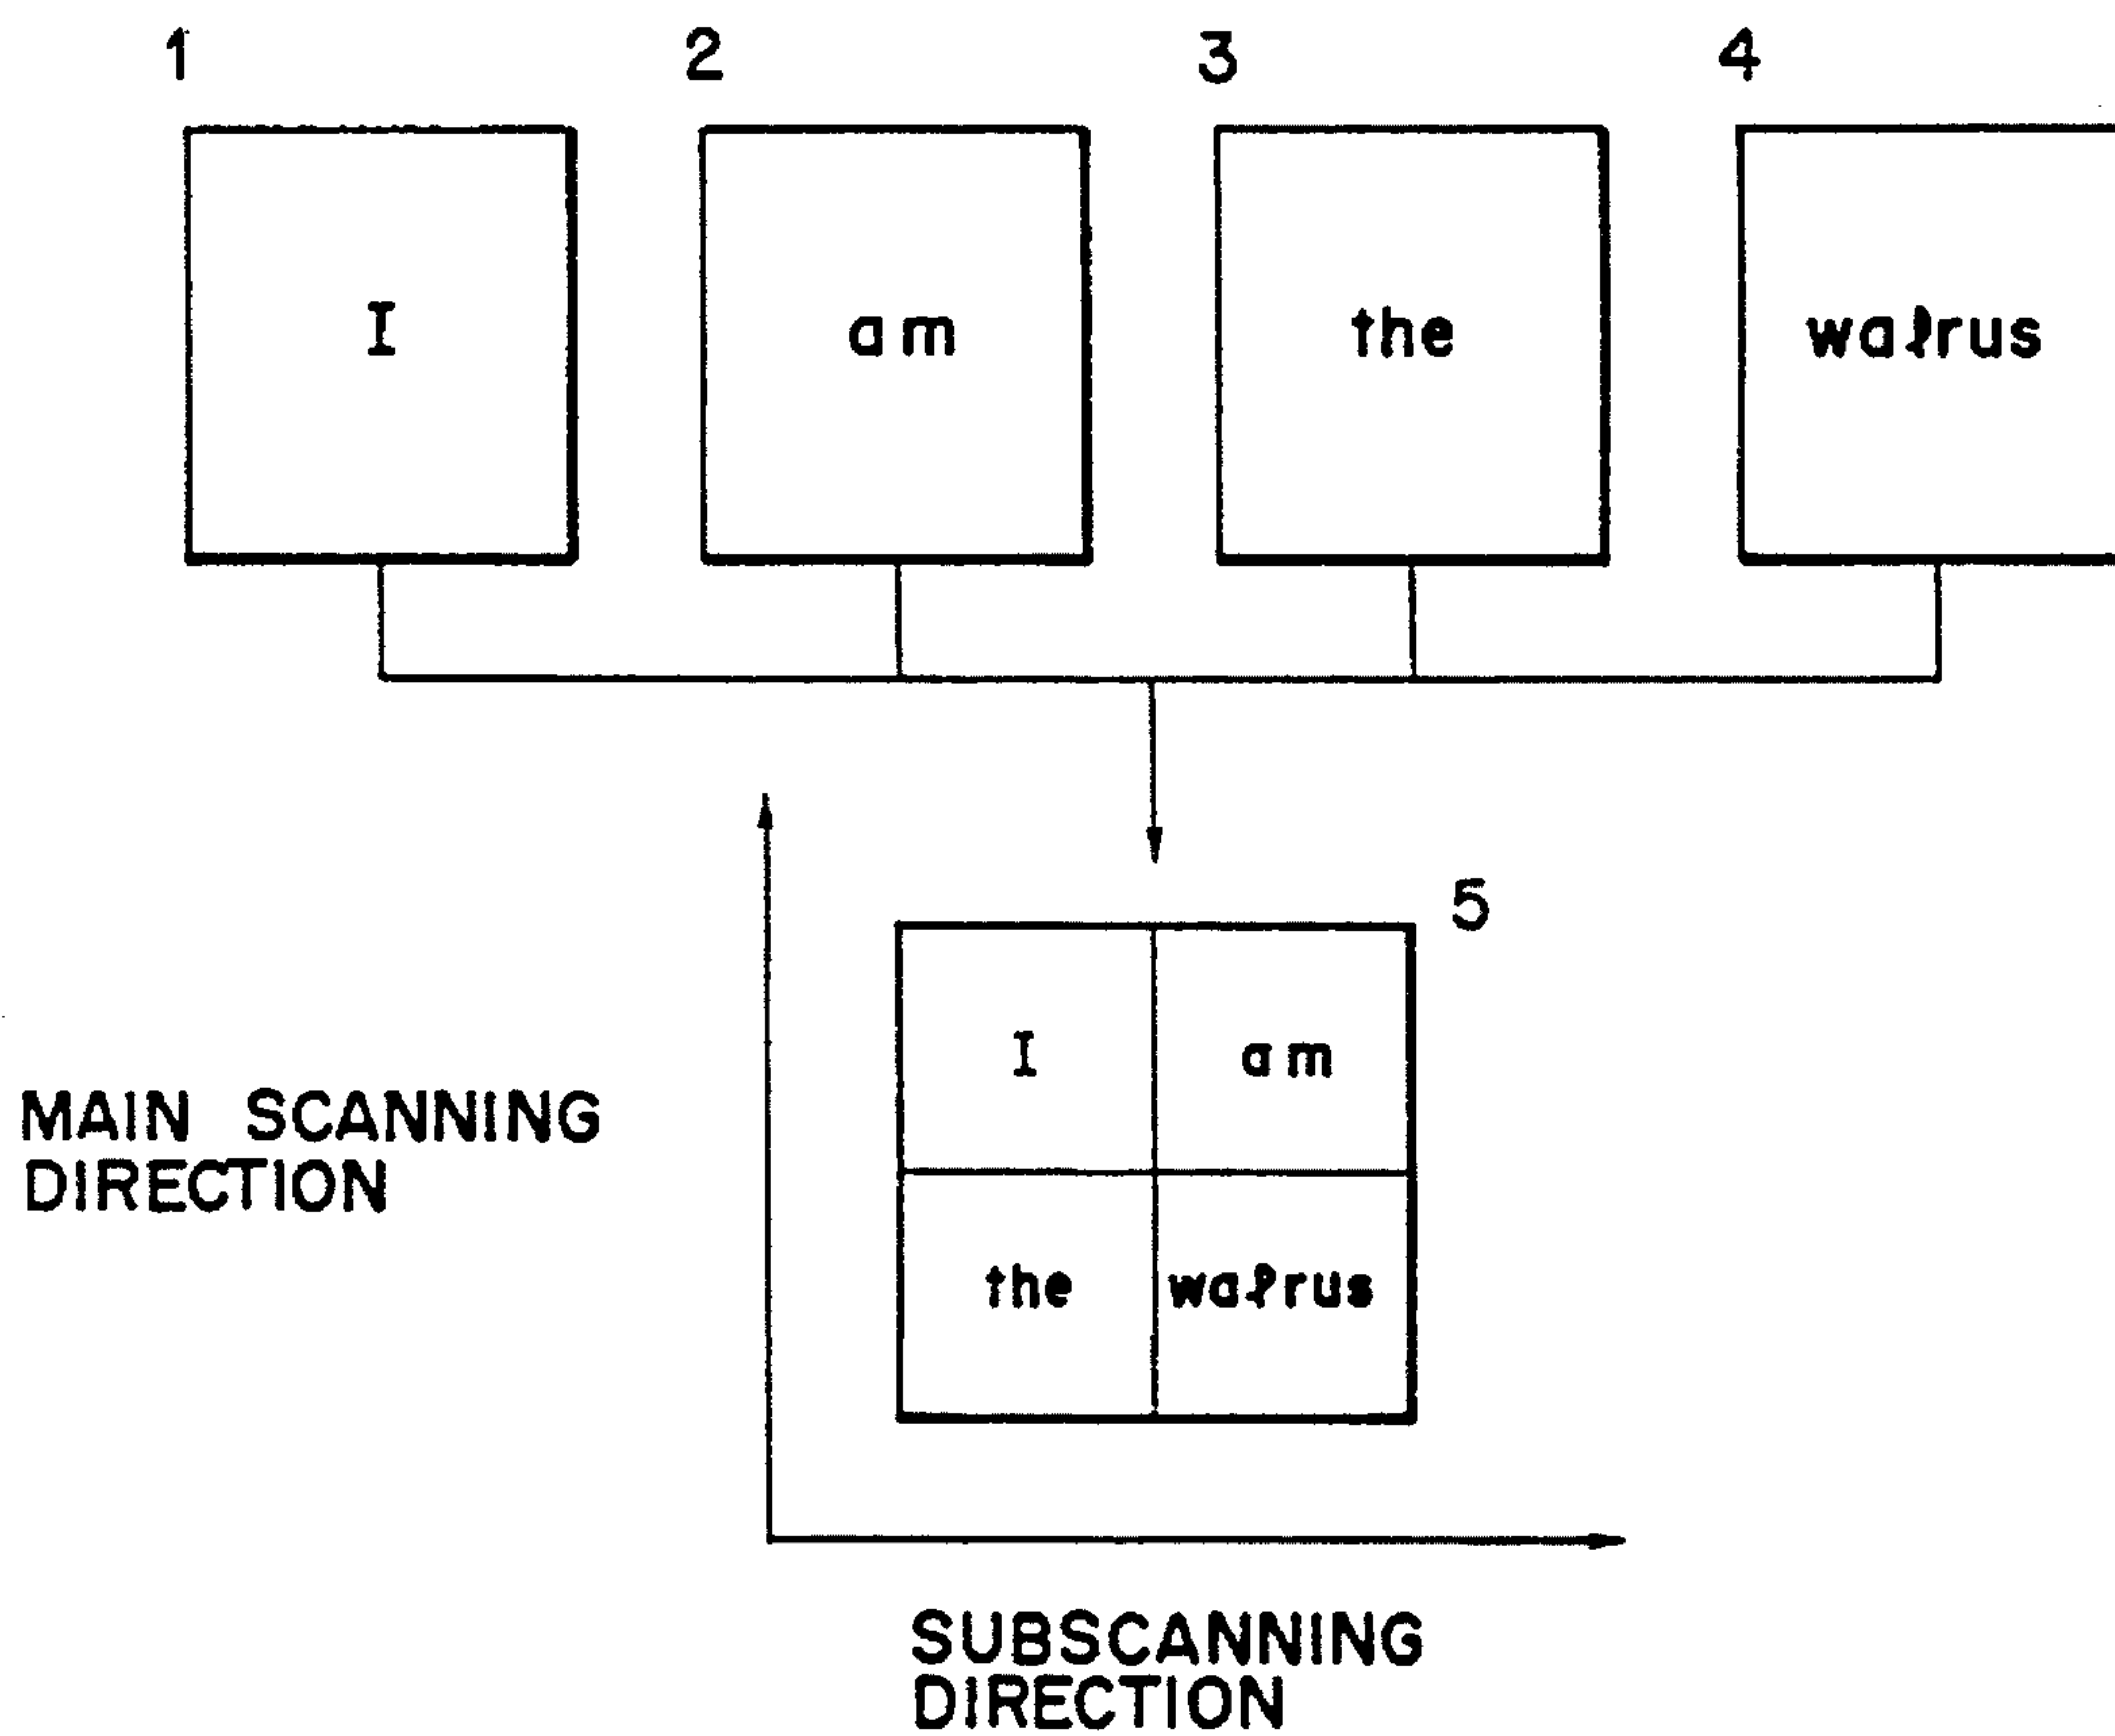 1 2 3 4
I am the walrus
5
I am
the walrus
MAIN SCANNING
DIRECTION
SUBSCANNING
DIRECTION